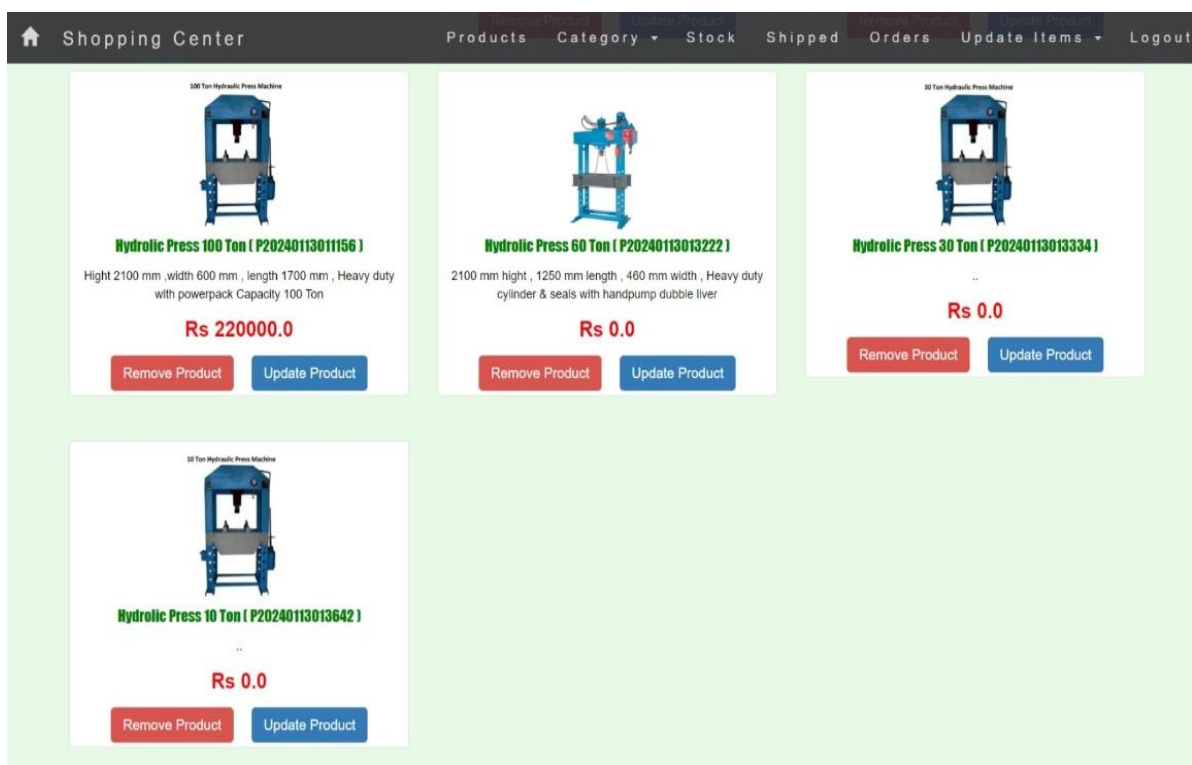 Remove Product Update Product Remove Product Update Product
Shopping Center Products Category Stock Shipped Orders Update Items Logout
100 Ton Hydraulic Press Machine
Hydrolic Press 100 Ton ( P20240113011156 )
Hight 2100 mm ,width 600 mm , length 1700 mm , Heavy duty
with powerpack Capacity 100 Ton
Rs 220000.0
Remove Product Update Product
Hydrolic Press 60 Ton ( P20240113013222 )
2100 mm hight , 1250 mm length , 460 mm width , Heavy duty
cylinder & seals with handpump dubble liver
Rs 0.0
Remove Product Update Product
30 Ton Hydraulic Press Machine
Hydrolic Press 30 Ton ( P20240113013334 )
..
Rs 0.0
Remove Product Update Product
10 Ton Hydraulic Press Machine
Hydrolic Press 10 Ton ( P20240113013642 )
..
Rs 0.0
Remove Product Update Product